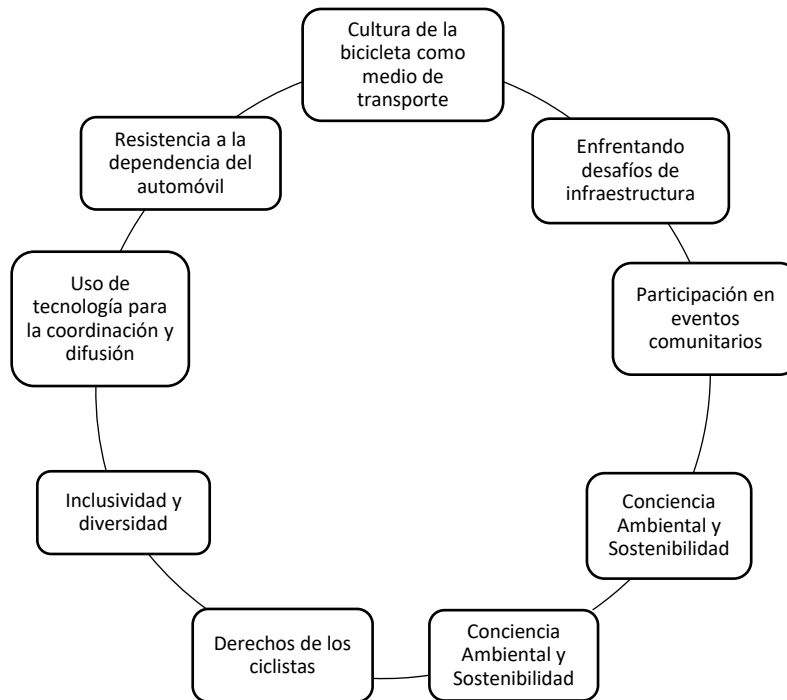 Cultura de la
bicicleta como
medio de
transporte
Enfrentando
desafíos de
infraestructura
Participación en
eventos
comunitarios
Conciencia
Ambiental y
Sostenibilidad
Conciencia
Ambiental y
Sostenibilidad
Derechos de los
ciclistas
Inclusividad y
diversidad
Uso de
tecnología para
la coordinación y
difusión
Resistencia a la
dependencia del
automóvil